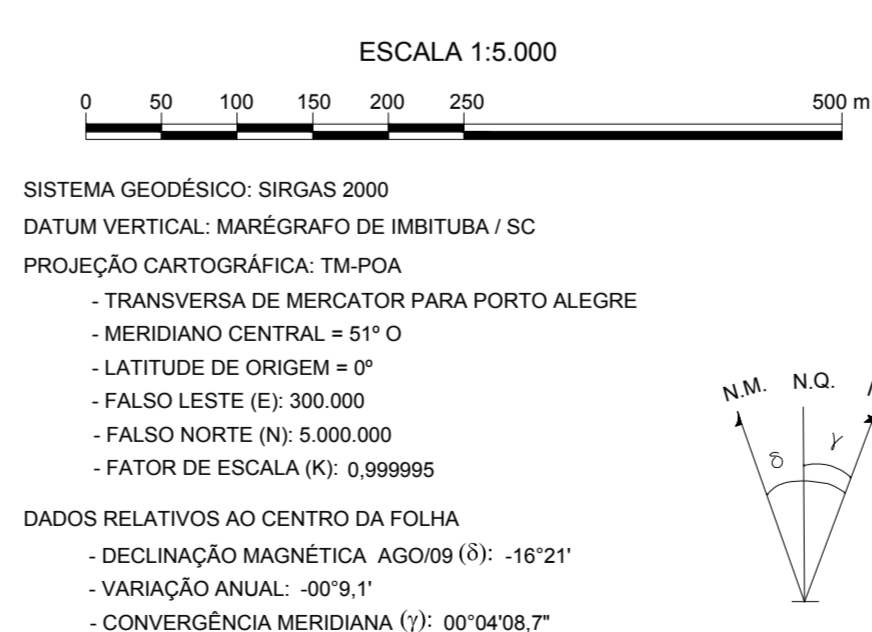 ESCALA 1:5.000
0 50 100 150 200 250 500 m
SISTEMA GEODÉSICO: SIRGAS 2000
DATUM VERTICAL: MARÉGRAFO DE IMBITUBA / SC
PROJEÇÃO CARTOGRÁFICA: TM-POA
- TRANSVERSA DE MERCATOR PARA PORTO ALEGRE
- MERIDIANO CENTRAL = 51º O
- LATITUDE DE ORIGEM = 0º
- FALSO LESTE (E): 300.000
- FALSO NORTE (N): 5.000.000
- FATOR DE ESCALA (K): 0,999995
N.M. N.Q.
δ γ
DADOS RELATIVOS AO CENTRO DA FOLHA
- DECLINAÇÃO MAGNÉTICA AGO/09 (δ): -16°21'
- VARIAÇÃO ANUAL: -00°9,1'
- CONVERGÊNCIA MERIDIANA (γ): 00°04'08,7"